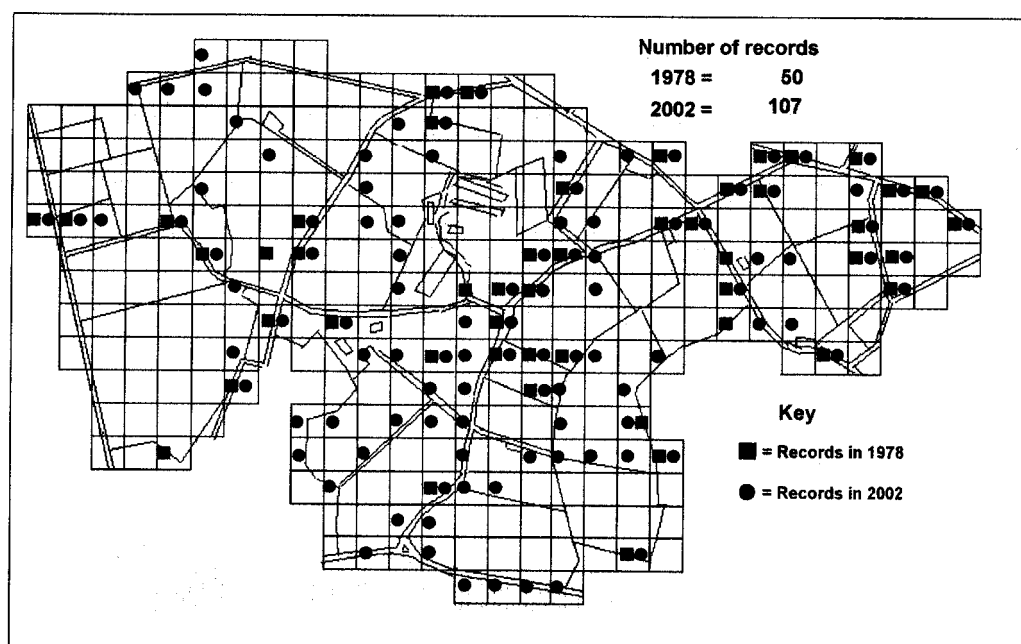 Number of records
1978 = 50
2002 = 107
Key
= Records in 1978
= Records in 2002